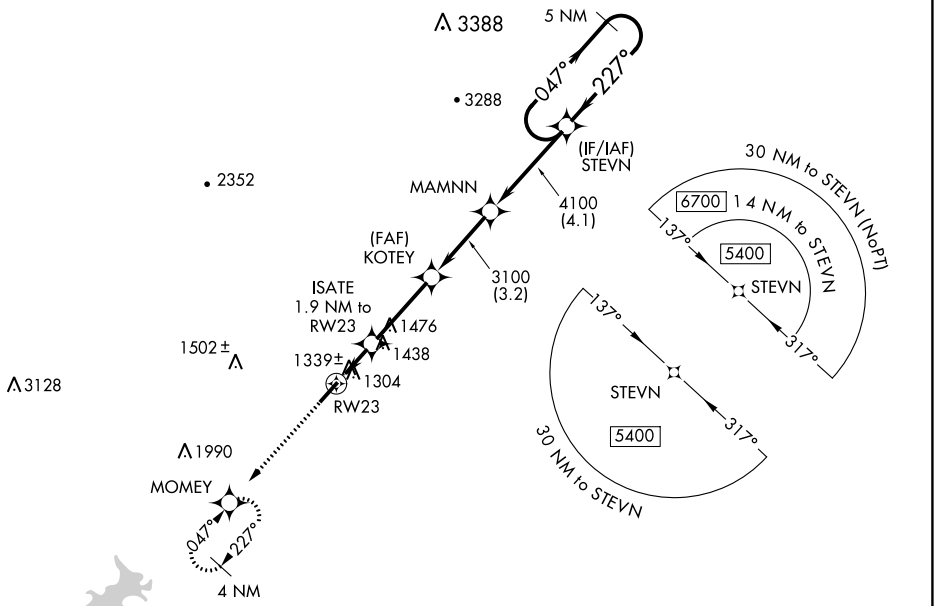 3388
5 NM
047°
227°
3288
(IF/IAF)
STEVN
2352
MAMNN
4100
(4.1)
(FAF)
KOTEY
3100
(3.2)
ISATE
1.9 NM to
RW23
1476
1438
1502 ±
1339 ±
1304
3128
RW23
1990
MOMEY
047°
227°
4 NM
30 NM to STEVN (NoPT)
6700
14 NM to STEVN
137°
5400
STEVN
317°
137°
STEVN
317°
5400
30 NM to STEVN